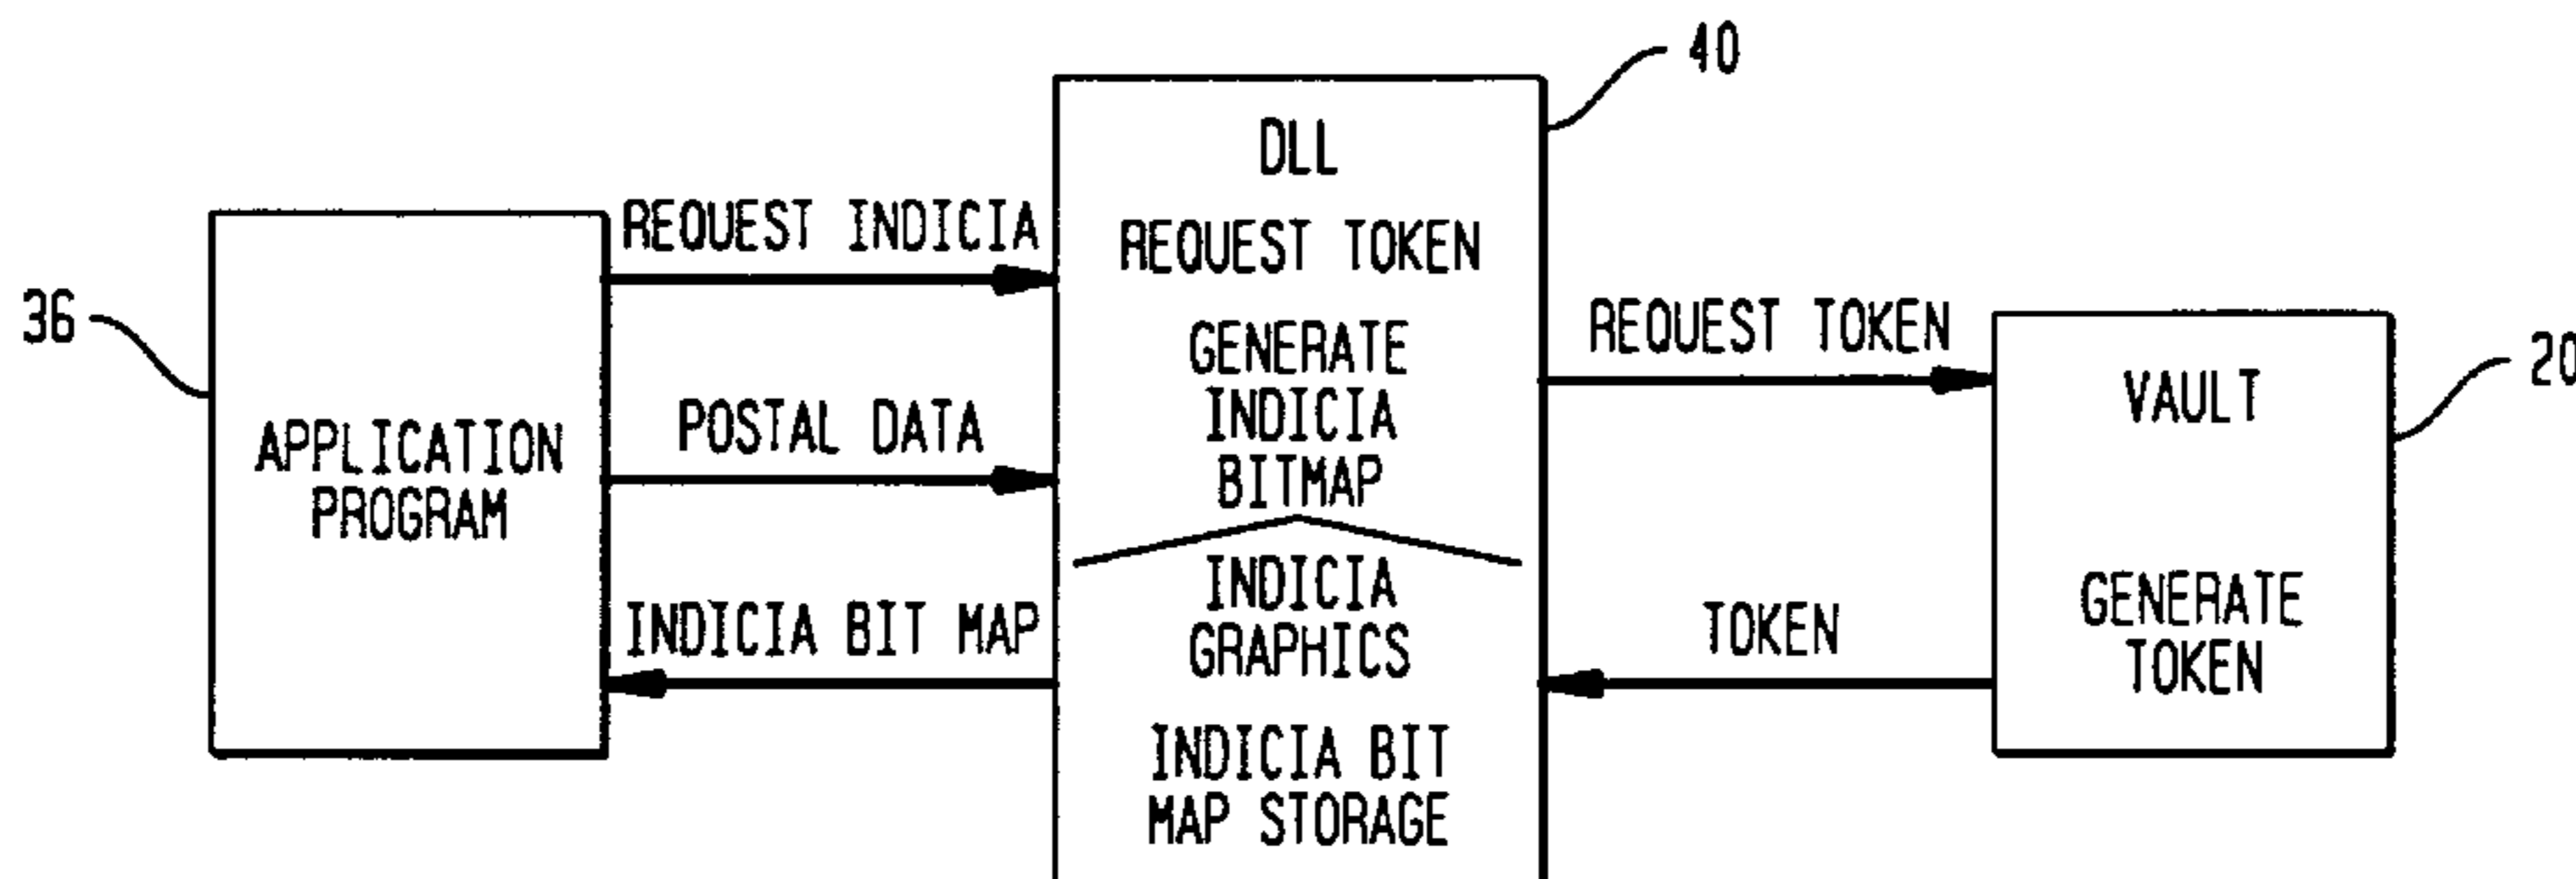 40
DLL
REQUEST INDICIA
REQUEST TOKEN
36
GENERATE
INDICIA
BITMAP
REQUEST TOKEN
20
VAULT
POSTAL DATA
APPLICATION
PROGRAM
INDICIA BIT MAP
INDICIA
GRAPHICS
TOKEN
GENERATE
TOKEN
INDICIA BIT
MAP STORAGE